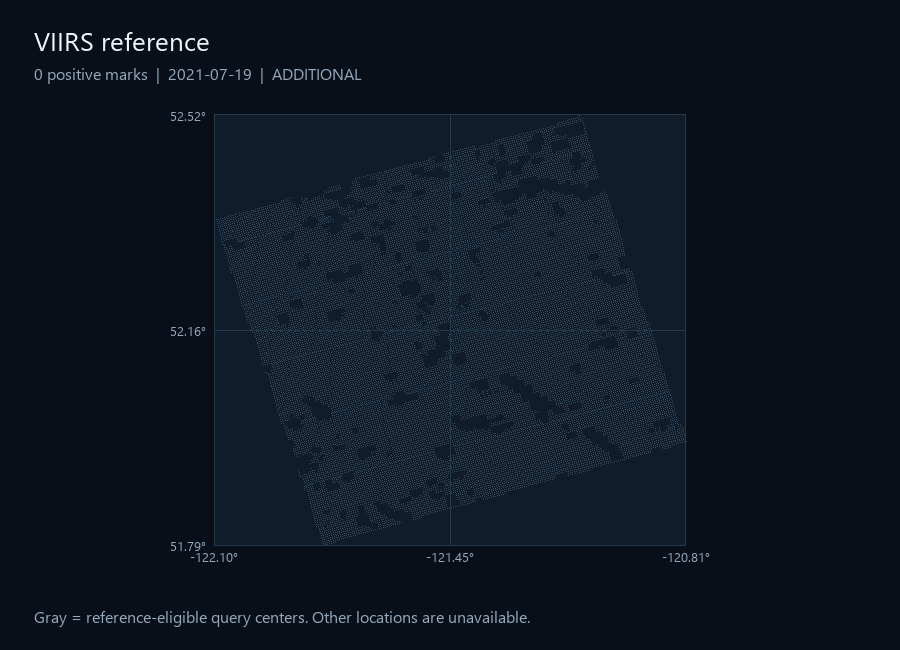 VIIRS reference
0 positive marks | 2021-07-19 | ADDITIONAL
52.52°
52.16°
51.79°
-122.10°
-121.45°
-120.81°
Gray = reference-eligible query centers. Other locations are unavailable.